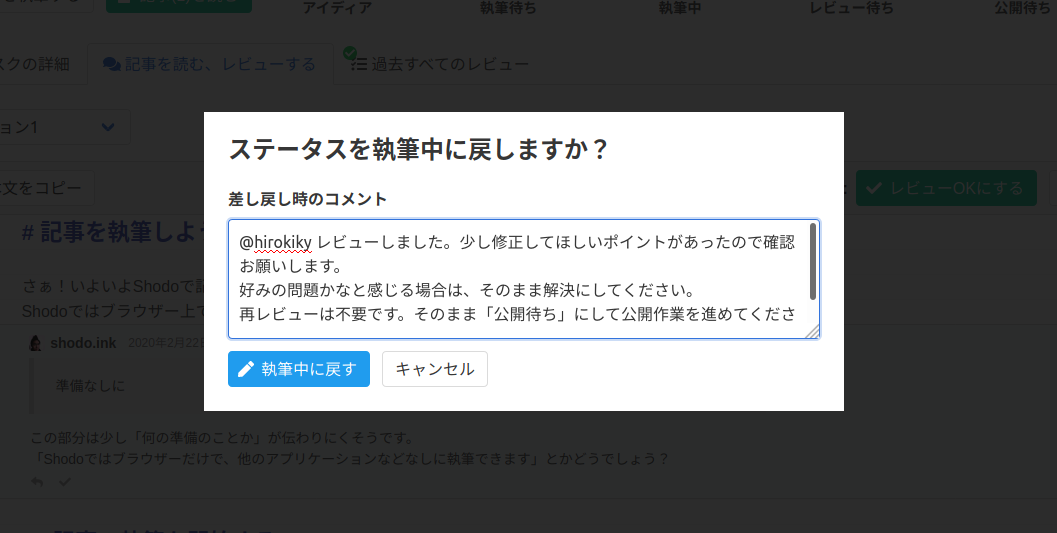 アイディア
執筆待ち
執筆中
レビュー待ち
公開待ち
スクの詳細
記事を読む、レビューする
過去すべてのレビュー
ョン1
文をコピー
レビューOKにする
# 記事を執筆しよ
さぁ！いよいよShodoで
Shodoではブラウザー上で
shodo.ink 2020年2月22
準備なしに
この部分は少し「何の準備のことか」が伝わりにくそうです。
「Shodoではブラウザーだけで、他のアプリケーションなどなしに執筆できます」とかどうでしょう？
ステータスを執筆中に戻しますか？
差し戻し時のコメント
@hirokiky レビューしました。少し修正してほしいポイントがあったので確認
お願いします。
好みの問題かなと感じる場合は、そのまま解決にしてください。
再レビューは不要です。そのまま「公開待ち」にして公開作業を進めてくださ
執筆中に戻す
キャンセル